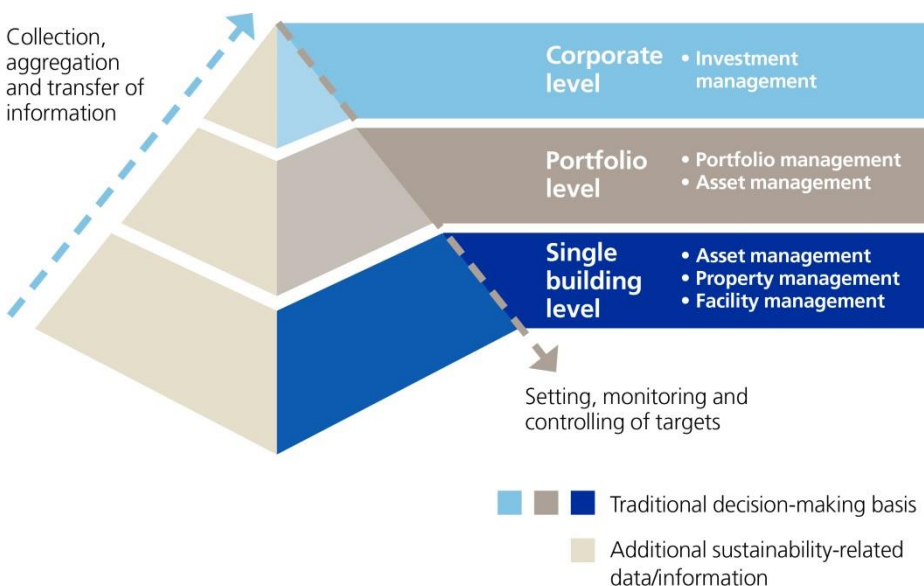 Collection,
aggregation
and transfer of
information
Corporate
level
• Investment
management
Portfolio
level
• Portfolio management
• Asset management
Single
building
level
• Asset management
• Property management
• Facility management
Setting, monitoring and
controlling of targets
Traditional decision-making basis
Additional sustainability-related
data/information